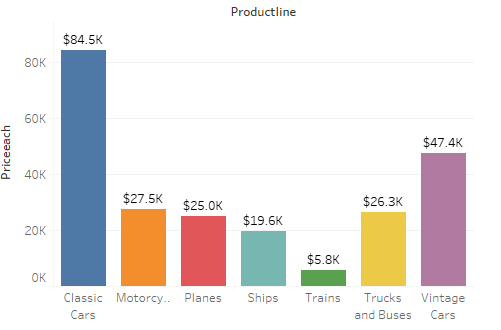 Productline
Priceeach
80K
60K
40K
20K
0K
$84.5K
$27.5K
$25.0K
$19.6K
$5.8K
$26.3K
$47.4K
Classic
Cars
Motorcy..
Planes
Ships
Trains
Trucks
and Buses
Vintage
Cars